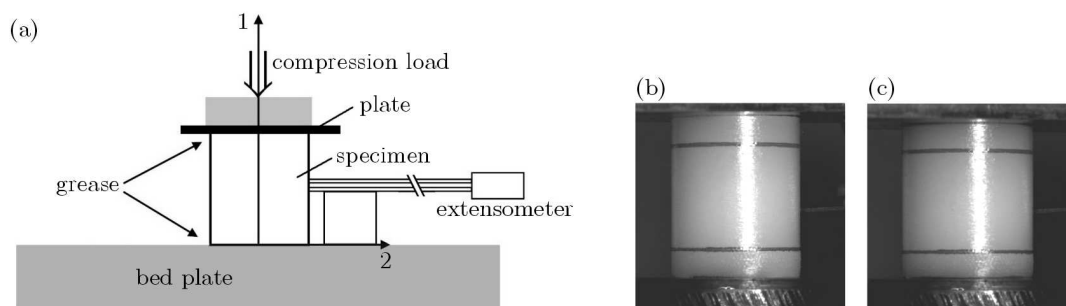 (a)
1
compression load
plate
specimen
grease
extensometer
2
bed plate
(b)
(c)